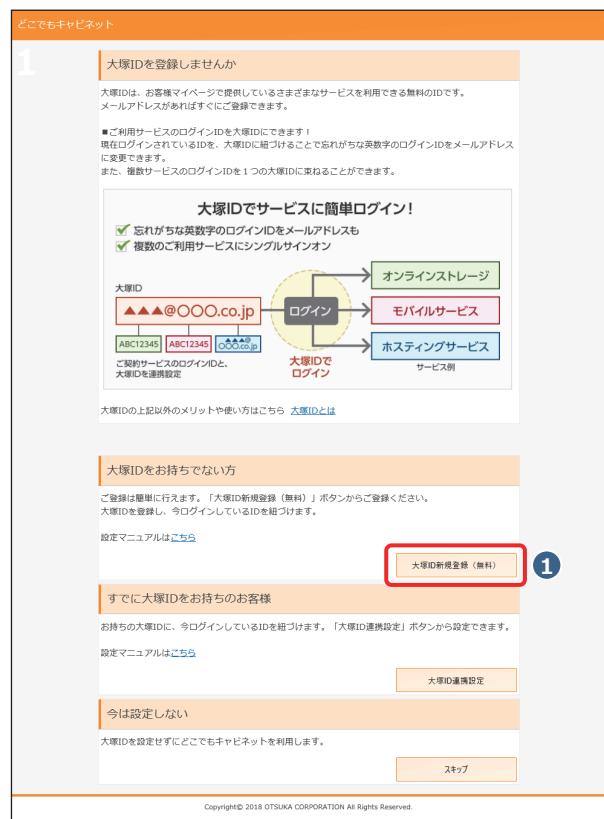 どこでもキャビネット
1
大塚IDを登録しませんか
大塚IDは、お客様マイページで提供しているさまざまなサービスを利用できる無料のIDです。
メールアドレスがあればすぐにご登録できます。
■ご利用サービスのログインIDを大塚IDにできます！
現在ログインされているIDを、大塚IDに紐づけることで忘れがちな英数字のログインIDをメールアドレス
に変更できます。
また、複数サービスのログインIDを１つの大塚IDに束ねることができます。
大塚IDでサービスに簡単ログイン！
忘れがちな英数字のログインIDをメールアドレスも
複数のご利用サービスにシングルサインオン
大塚ID
▲▲▲@○○○.co.jp
ABC12345 ABC12345 ▲▲▲@○○○.co.jp
ご契約サービスのログインIDと、
大塚IDを連携設定
ログイン
大塚IDで
ログイン
オンラインストレージ
モバイルサービス
ホスティングサービス
サービス例
大塚IDの上記以外のメリットや使い方はこちら 大塚IDとは
大塚IDをお持ちでない方
ご登録は簡単に行えます。「大塚ID新規登録（無料）」ボタンからご登録ください。
大塚IDを登録し、今ログインしているIDを紐づけます。
設定マニュアルはこちら
大塚ID新規登録（無料）
1
すでに大塚IDをお持ちのお客様
お持ちの大塚IDに、今ログインしているIDを紐づけます。「大塚ID連携設定」ボタンから設定できます。
設定マニュアルはこちら
大塚ID連携設定
今は設定しない
大塚IDを設定せずにどこでもキャビネットを利用します。
スキップ
Copyright© 2018 OTSUKA CORPORATION All Rights Reserved.